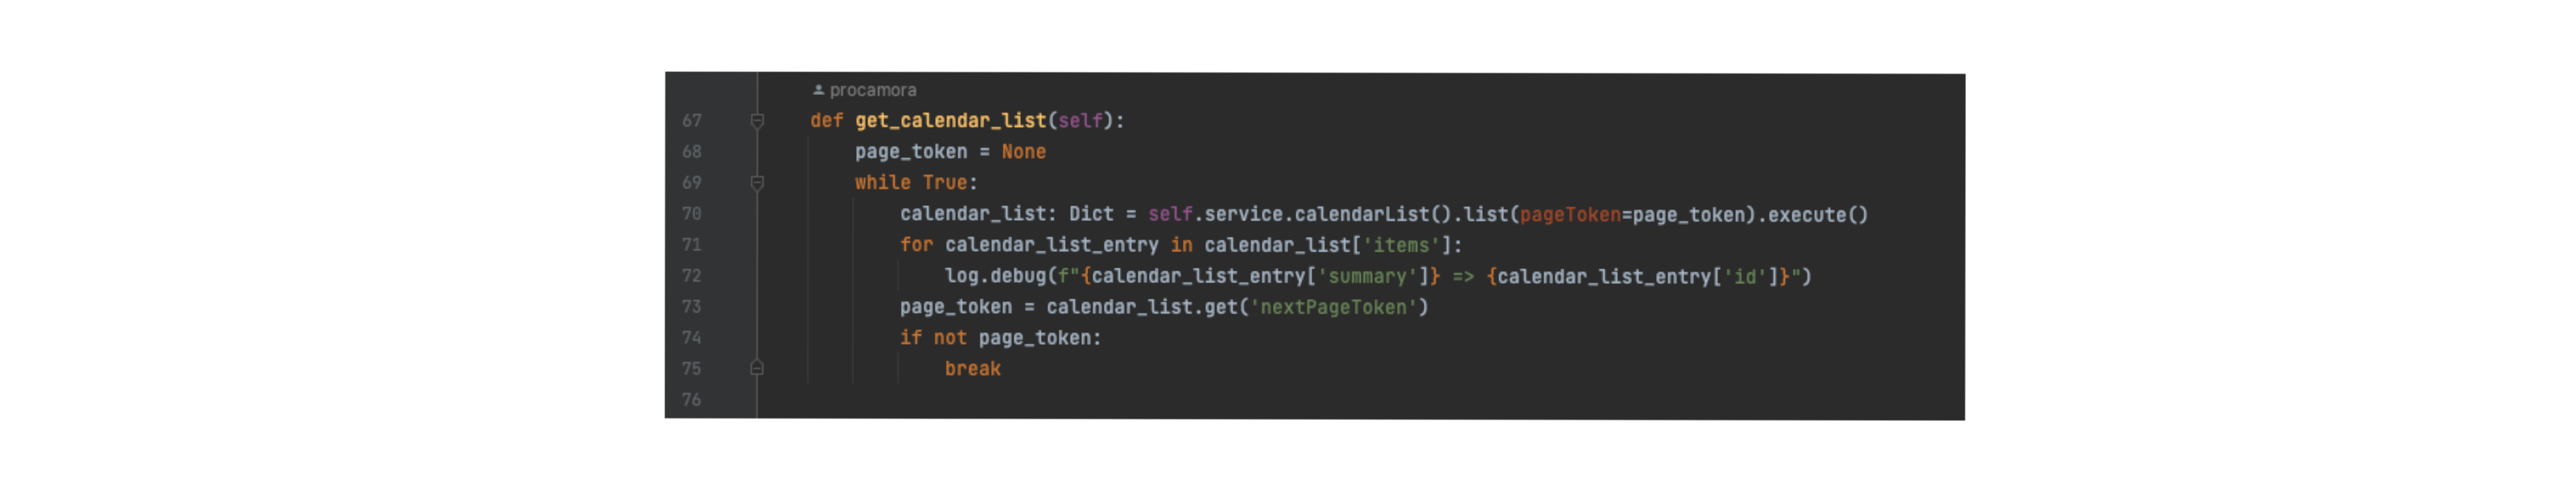 procamora
67 def get_calendar_list(self):
68 page_token = None
69 while True:
70 calendar_list: Dict = self.service.calendarList().list(pageToken=page_token).execute()
71 for calendar_list_entry in calendar_list['items']:
72 log.debug(f"{calendar_list_entry['summary']} => {calendar_list_entry['id']}")
73 page_token = calendar_list.get('nextPageToken')
74 if not page_token:
75 break
76